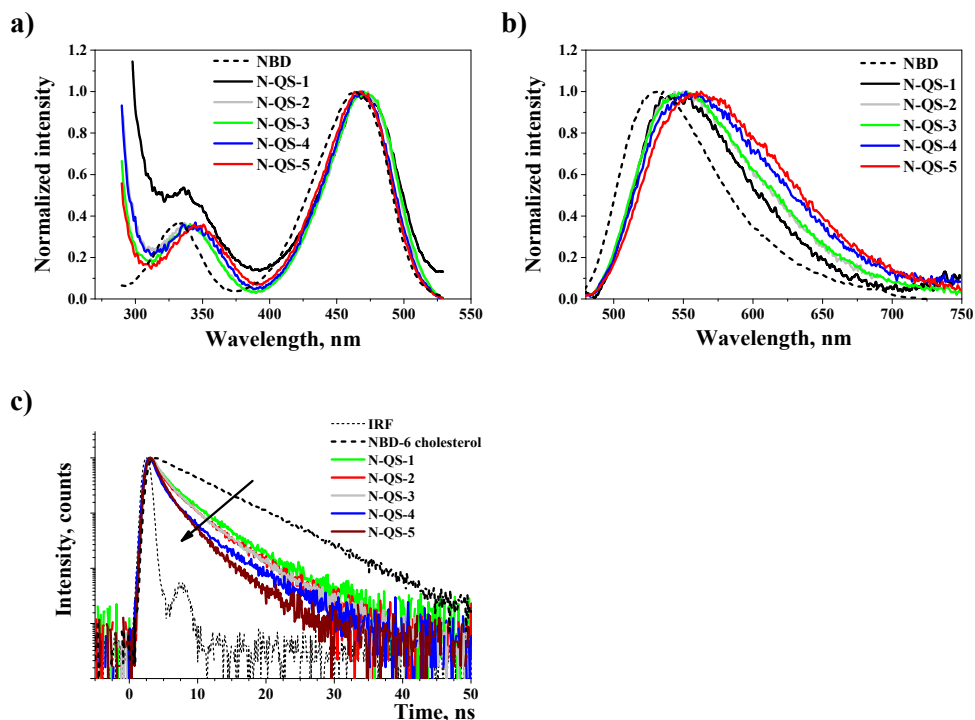 a)
1.2
1.0
0.8
0.6
0.4
0.2
0.0
Normalized intensity
NBD
N-QS-1
N-QS-2
N-QS-3
N-QS-4
N-QS-5
300 350 400 450 500 550
Wavelength, nm
b)
1.2
1.0
0.8
0.6
0.4
0.2
0.0
Normalized intensity
NBD
N-QS-1
N-QS-2
N-QS-3
N-QS-4
N-QS-5
500 550 600 650 700 750
Wavelength, nm
c)
Intensity, counts
IRF
NBD-6 cholesterol
N-QS-1
N-QS-2
N-QS-3
N-QS-4
N-QS-5
0 10 20 30 40 50
Time, ns